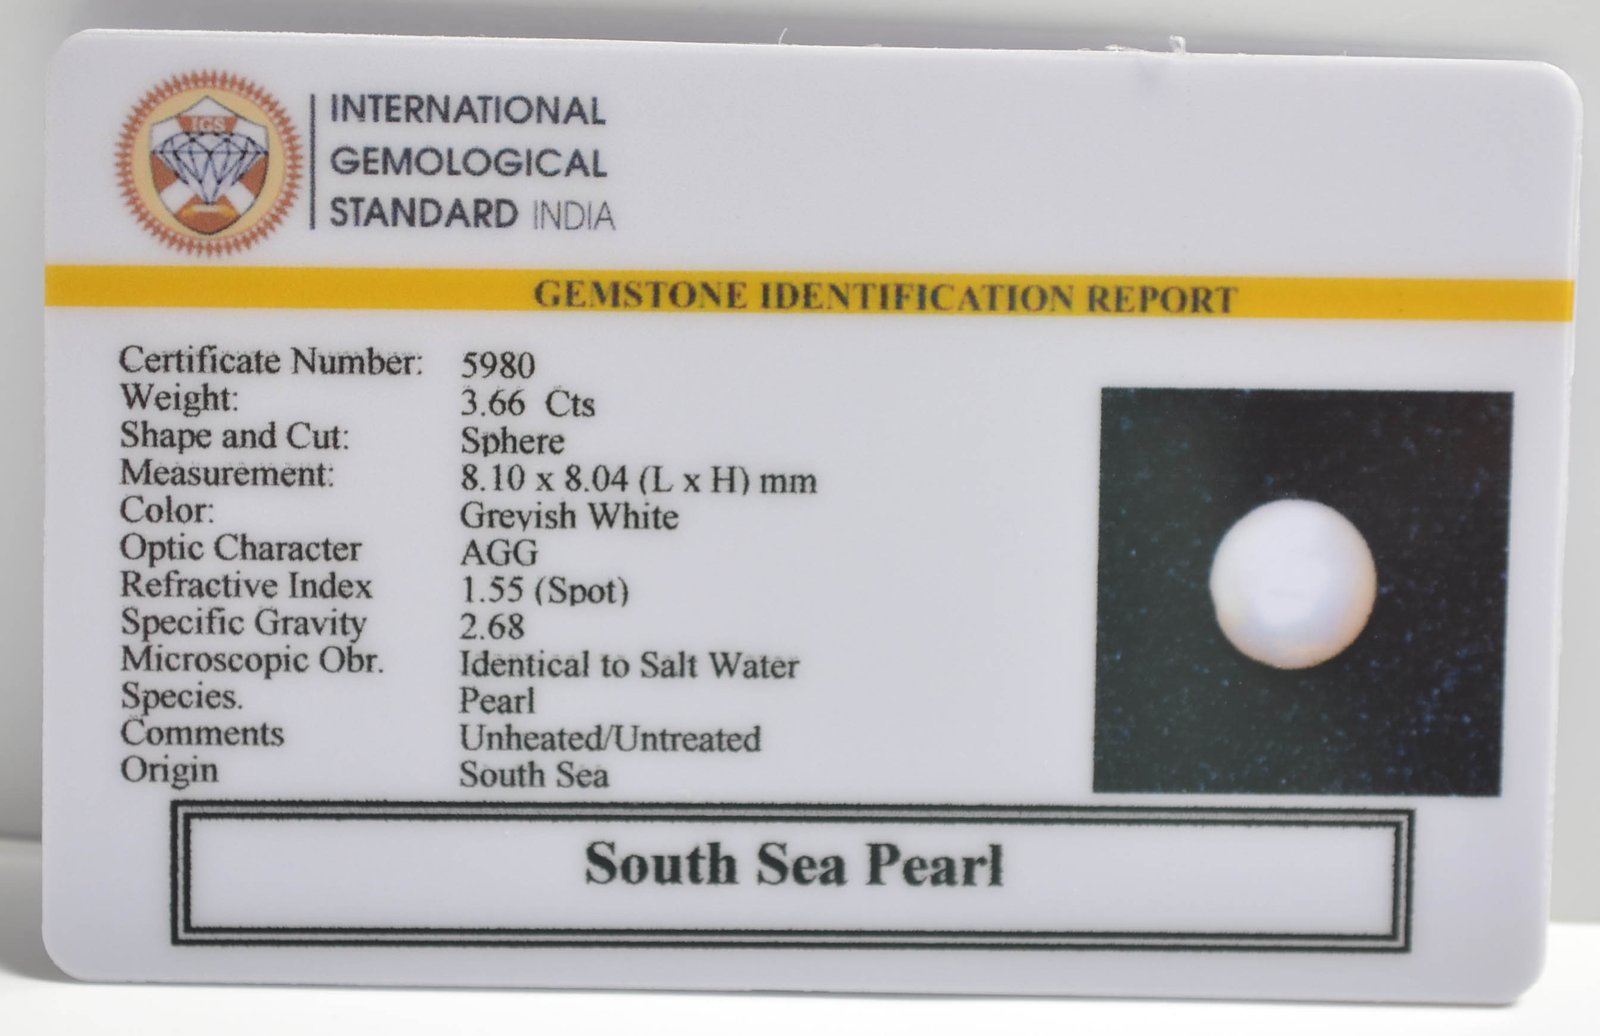 IGS
INTERNATIONAL
GEMOLOGICAL
STANDARD INDIA
GEMSTONE IDENTIFICATION REPORT
Certificate Number: 5980
Weight: 3.66 Cts
Shape and Cut: Sphere
Measurement: 8.10 x 8.04 (L x H) mm
Color: Greyish White
Optic Character AGG
Refractive Index 1.55 (Spot)
Specific Gravity 2.68
Microscopic Obr. Identical to Salt Water
Species. Pearl
Comments Unheated/Untreated
Origin South Sea
South Sea Pearl